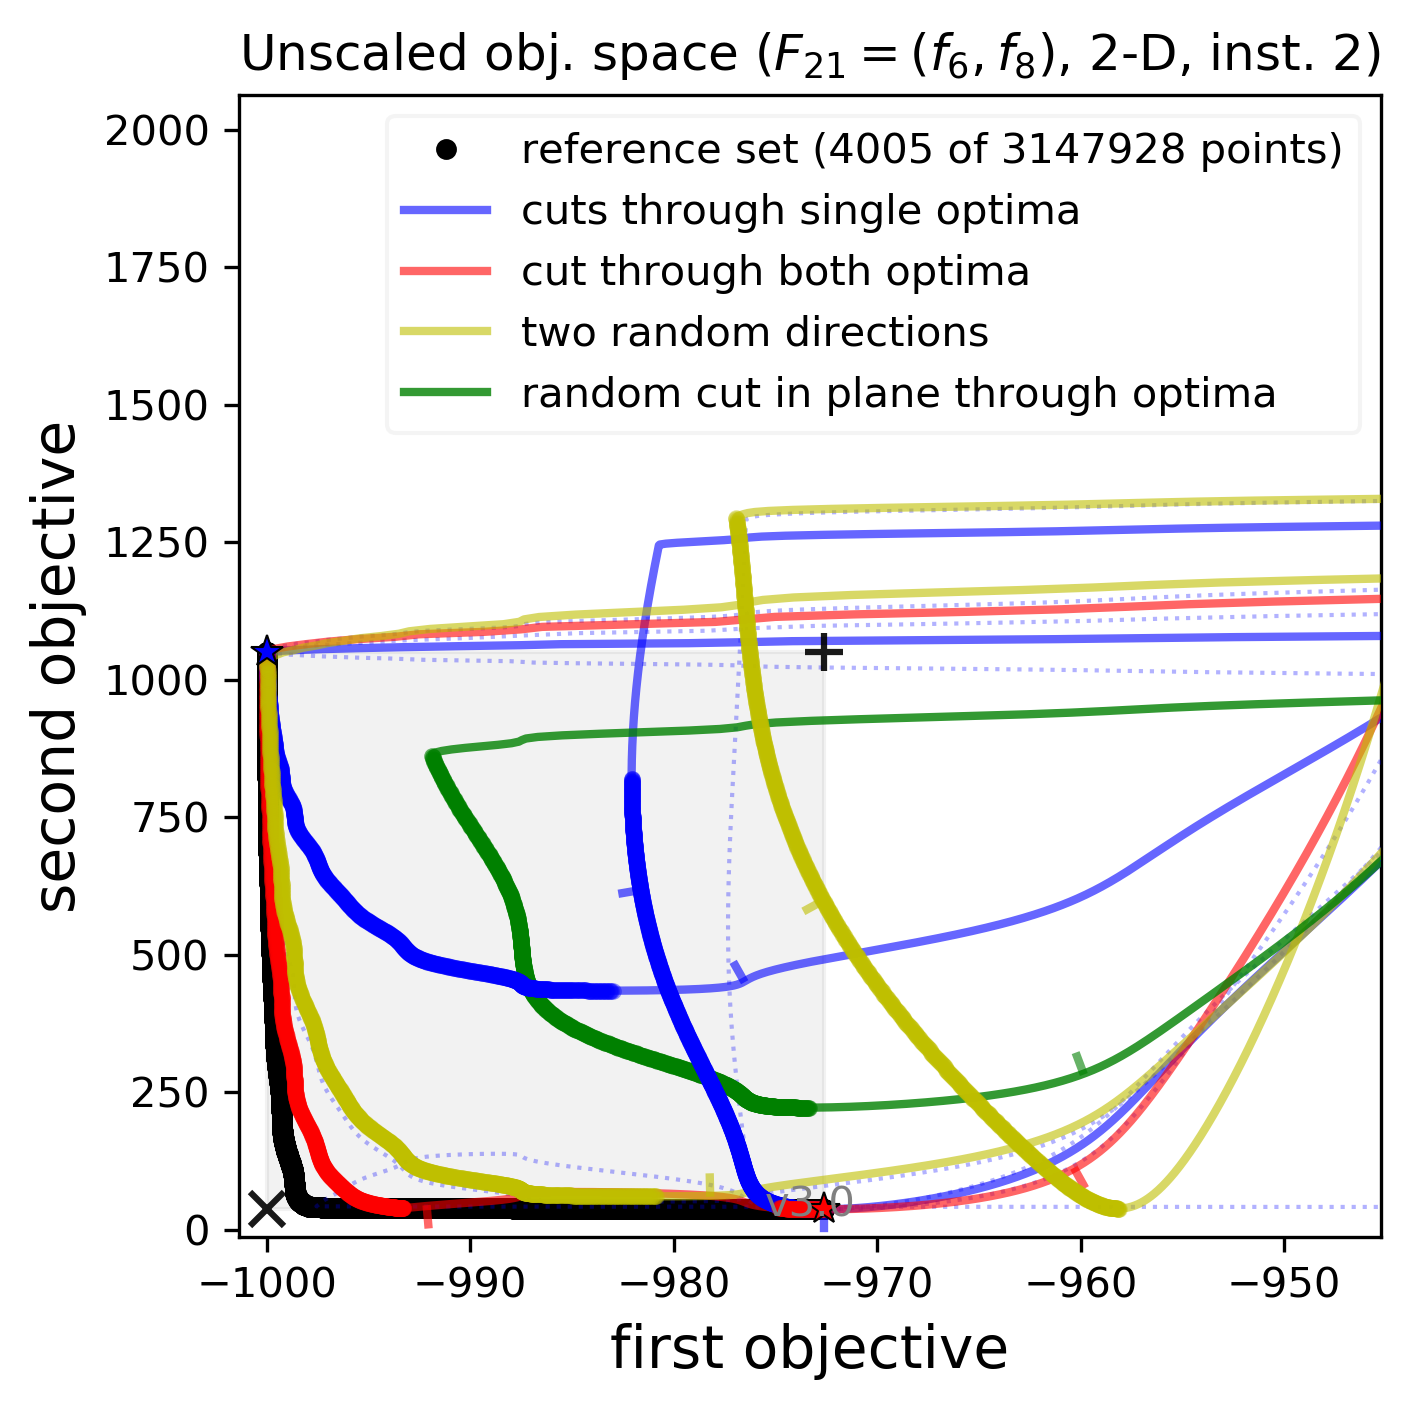 Unscaled obj. space (F₂₁ = (f₆, f₈), 2-D, inst. 2)
reference set (4005 of 3147928 points)
cuts through single optima
cut through both optima
two random directions
random cut in plane through optima
second objective
2000
1750
1500
1250
1000
750
500
250
0
v3.0
−1000
−990
−980
−970
−960
−950
first objective